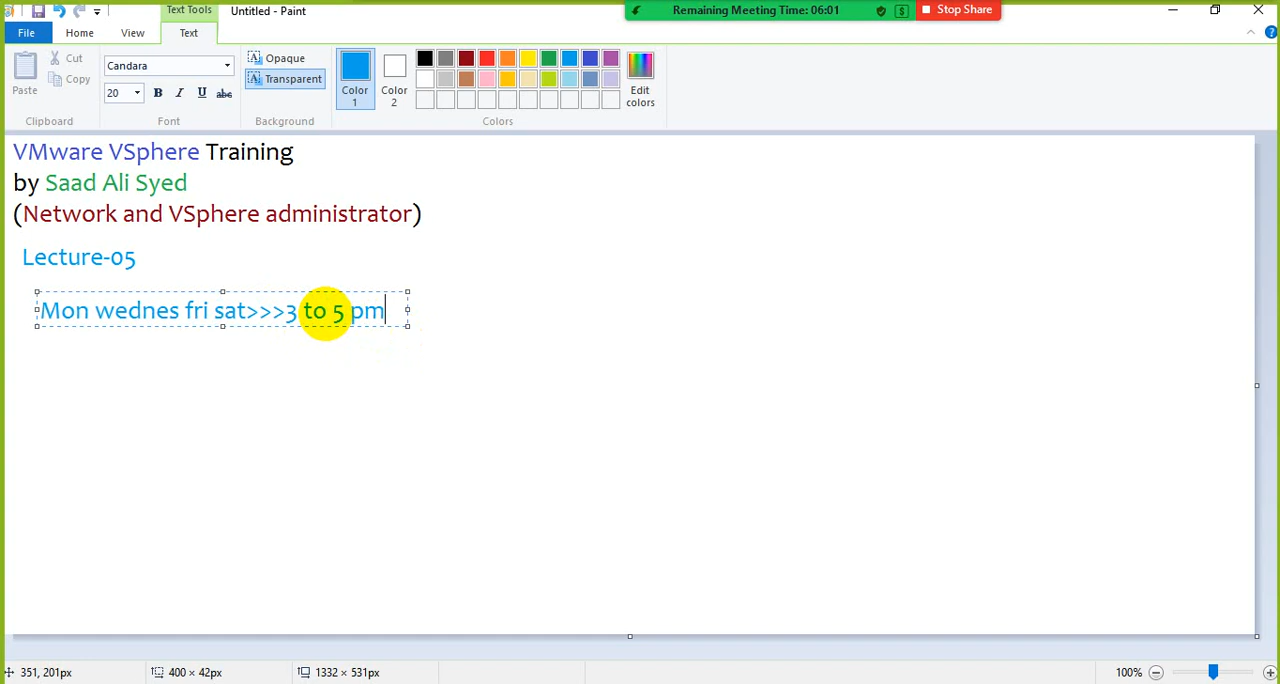 Text Tools
Untitled - Paint
Remaining Meeting Time: 06:01
Stop Share
File
Home
View
Text
Paste
Cut
Copy
Clipboard
Candara
20
B I U abc
Font
Opaque
Transparent
Background
Color 1
Color 2
Edit colors
Colors
VMware VSphere Training
by Saad Ali Syed
(Network and VSphere administrator)
Lecture-05
Mon wednes fri sat>>>3 to 5 pm
351, 201px
400 × 42px
1332 × 531px
100%